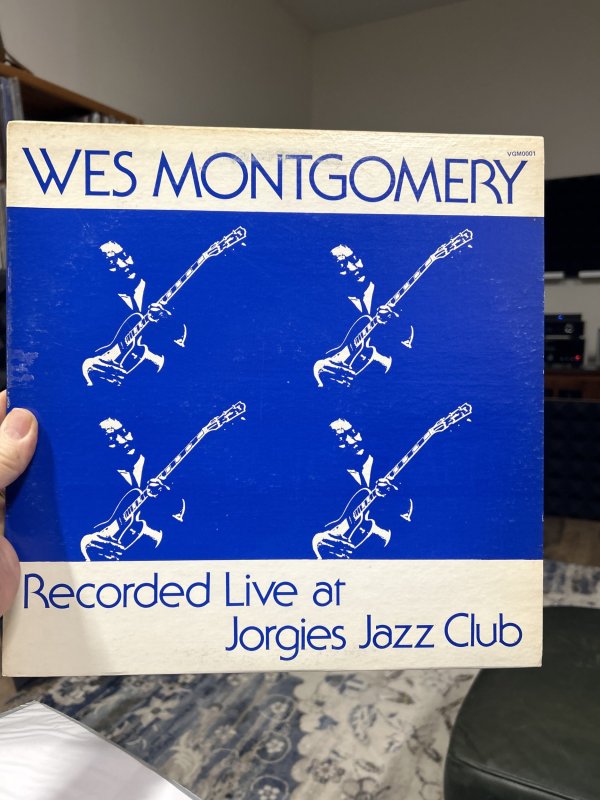 VGM0001
WES MONTGOMERY
Recorded Live at
Jorgies Jazz Club